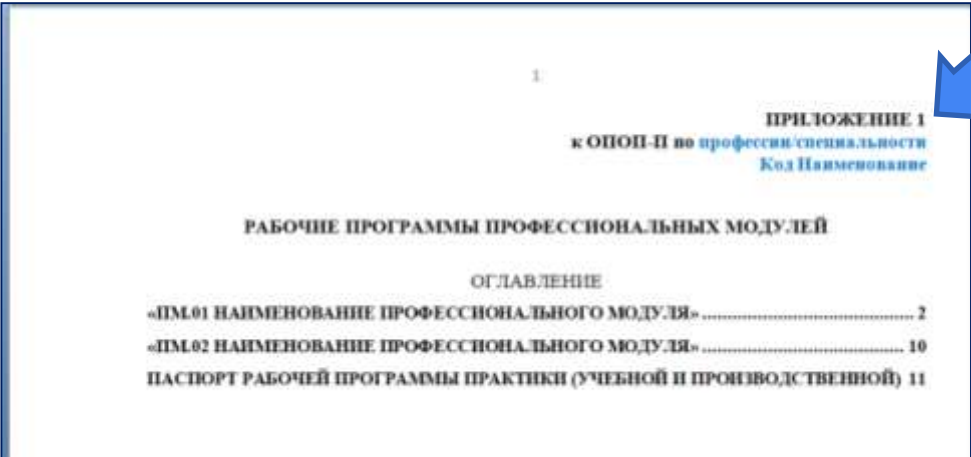 1
ПРИЛОЖЕНИЕ 1
к ОПОП-П по профессии/специальности
Код Наименование
РАБОЧИЕ ПРОГРАММЫ ПРОФЕССИОНАЛЬНЫХ МОДУЛЕЙ
ОГЛАВЛЕНИЕ
«ПМ.01 НАИМЕНОВАНИЕ ПРОФЕССИОНАЛЬНОГО МОДУЛЯ» .......................................... 2
«ПМ.02 НАИМЕНОВАНИЕ ПРОФЕССИОНАЛЬНОГО МОДУЛЯ» ........................................ 10
ПАСПОРТ РАБОЧЕЙ ПРОГРАММЫ ПРАКТИКИ (УЧЕБНОЙ И ПРОИЗВОДСТВЕННОЙ) 11